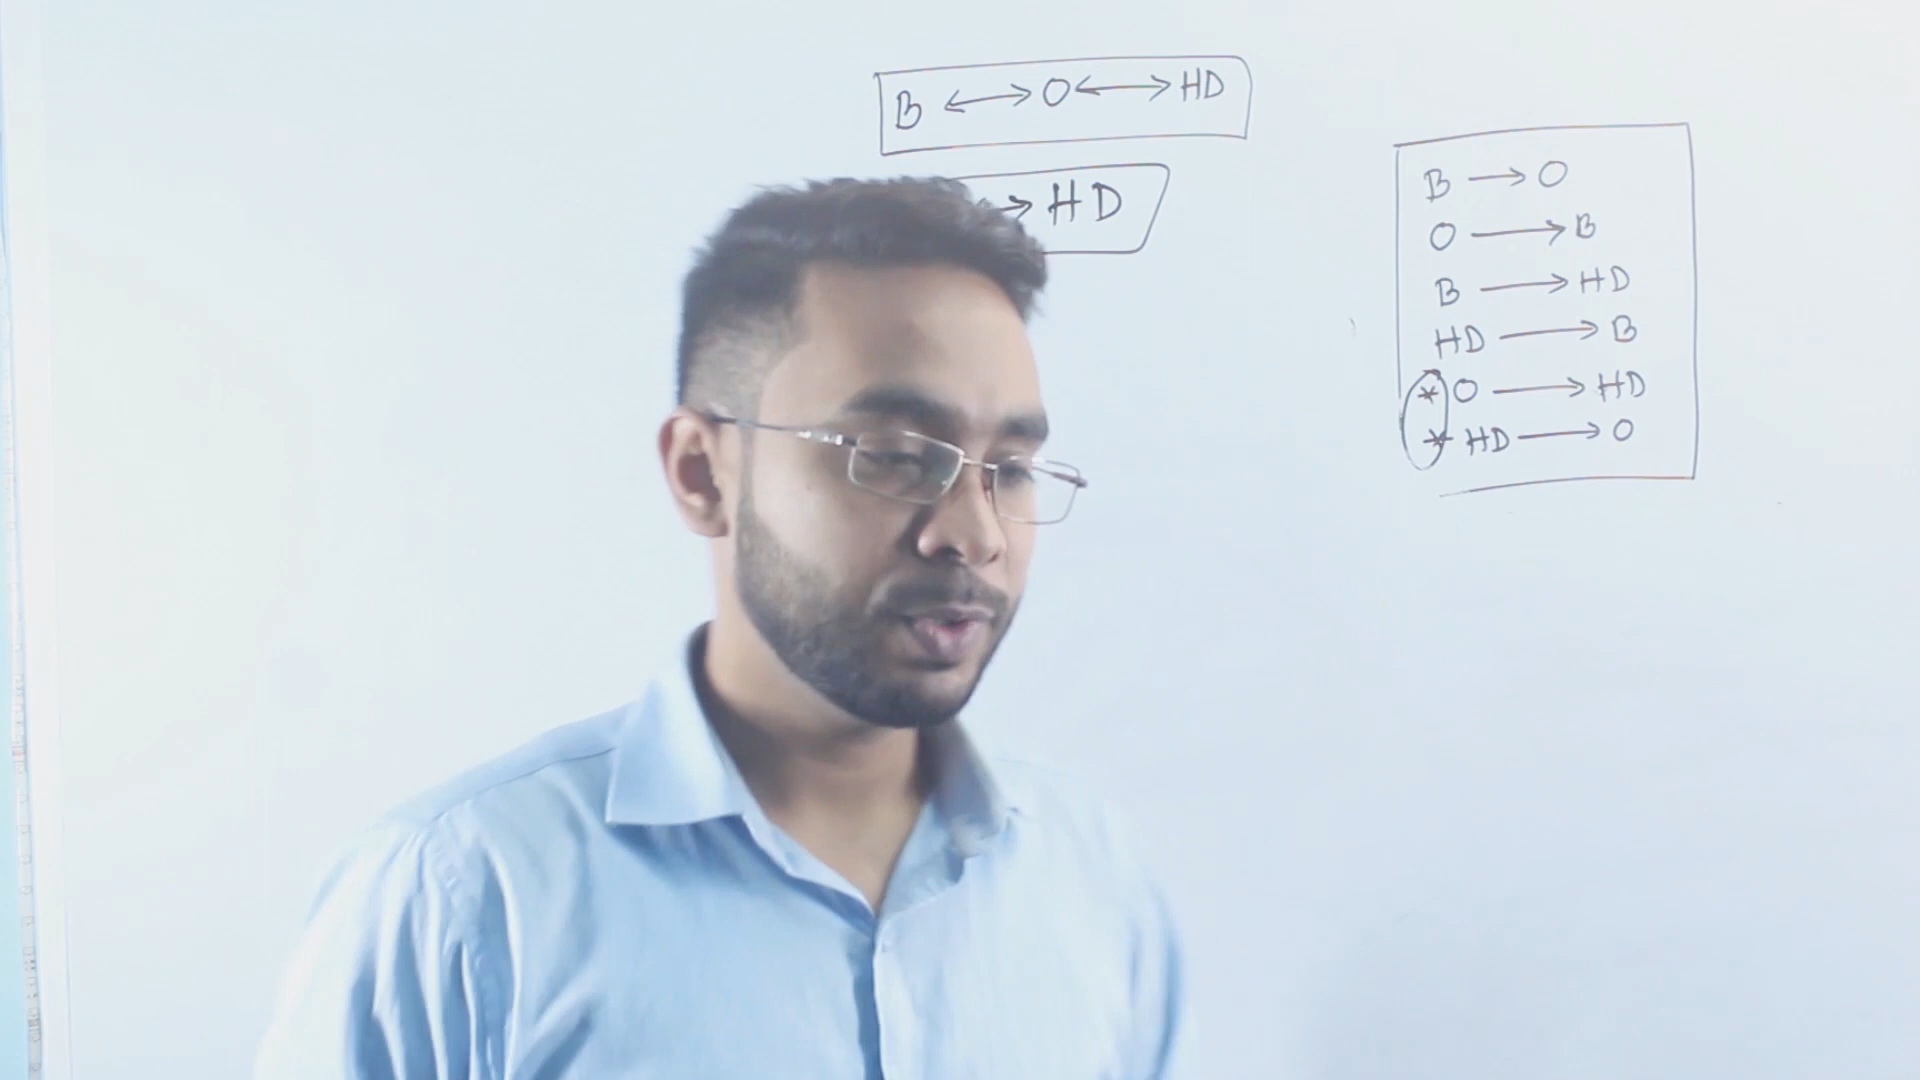 B ⟷ O ⟷ HD
→ HD
B → O
O → B
B → HD
HD → B
* O → HD
* HD → O